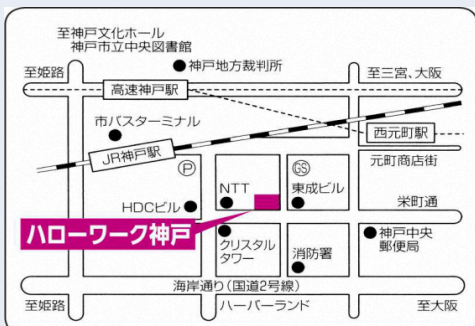 至神戸文化ホール
神戸市立中央図書館
至姫路
神戸地方裁判所
至三宮、大阪
高速神戸駅
市バスターミナル
西元町駅
JR神戸駅
元町商店街
P
GS
NTT
東成ビル
HDCビル
栄町通
ハローワーク神戸
クリスタル
タワー
消防署
神戸中央
郵便局
海岸通り(国道2号線)
至姫路
ハーバーランド
至大阪